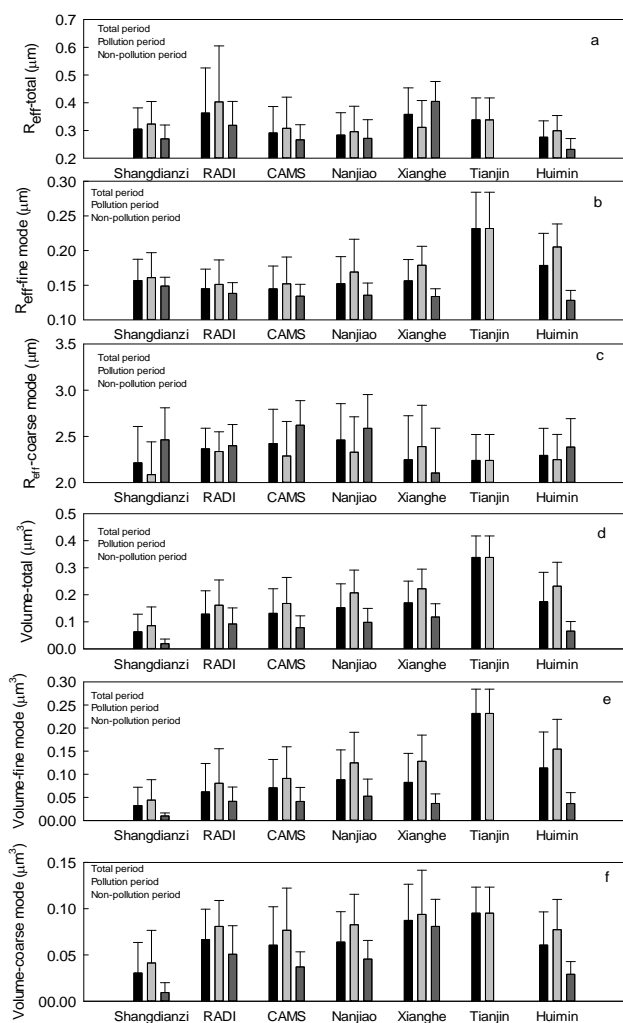 0.7
Total period
Pollution period
Non-pollution period
a
0.6
0.5
0.4
0.3
0.2
Reff-total (μm)
Shangdianzi RADI CAMS Nanjiao Xianghe Tianjin Huimin
0.30
Total period
Pollution period
Non-pollution period
b
0.25
0.20
0.15
0.10
Reff-fine mode (μm)
Shangdianzi RADI CAMS Nanjiao Xianghe Tianjin Huimin
3.5
Total period
Pollution period
Non-pollution period
c
3.0
2.5
2.0
Reff-coarse mode (μm)
Shangdianzi RADI CAMS Nanjiao Xianghe Tianjin Huimin
0.5
Total period
Pollution period
Non-pollution period
d
0.4
0.3
0.2
0.1
00.0
Volume-total (μm³)
Shangdianzi RADI CAMS Nanjiao Xianghe Tianjin Huimin
0.30
Total period
Pollution period
Non-pollution period
e
0.25
0.20
0.15
0.10
0.05
00.00
Volume-fine mode (μm³)
Shangdianzi RADI CAMS Nanjiao Xianghe Tianjin Huimin
0.15
Total period
Pollution period
Non-pollution period
f
0.10
0.05
00.00
Volume-coarse mode (μm³)
Shangdianzi RADI CAMS Nanjiao Xianghe Tianjin Huimin